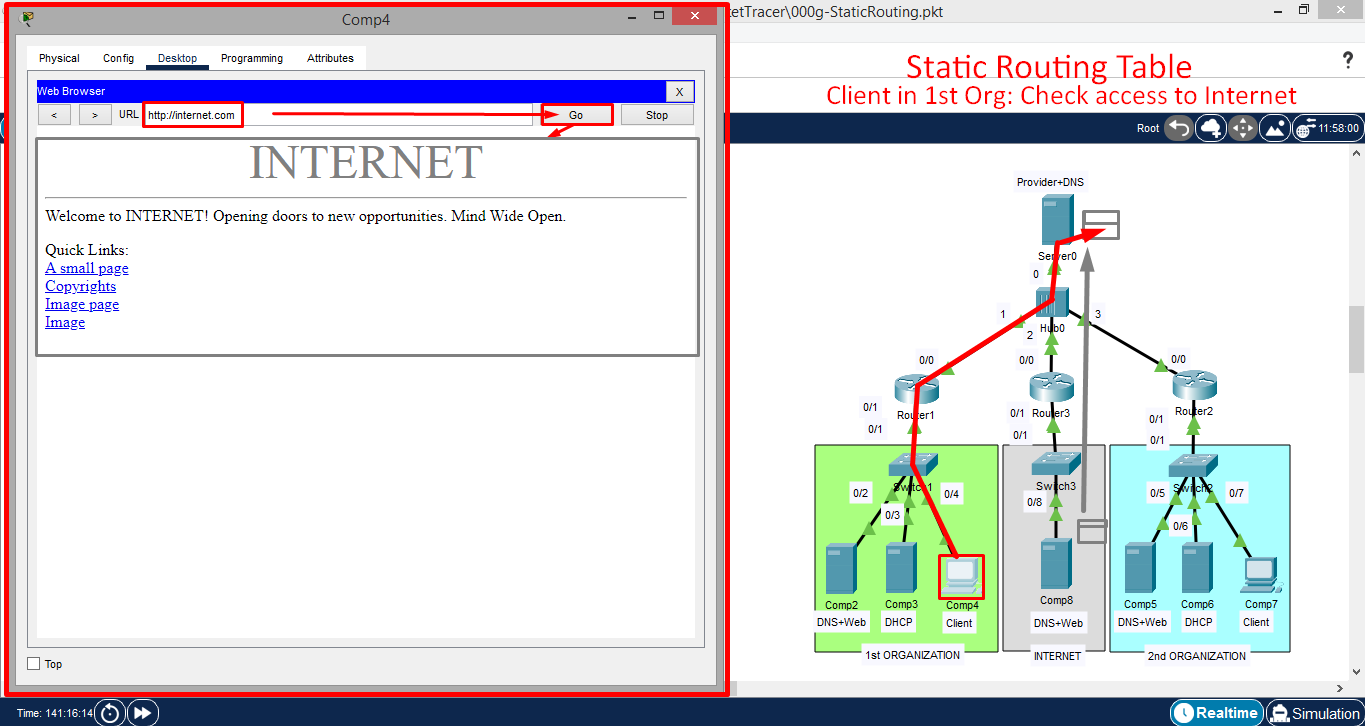 Comp4
tetTracer\000g-StaticRouting.pkt
Physical
Config
Desktop
Programming
Attributes
Web Browser
X
<
>
URL
http://internet.com
Go
Stop
INTERNET
Welcome to INTERNET! Opening doors to new opportunities. Mind Wide Open.
Quick Links:
A small page
Copyrights
Image page
Image
Top
Static Routing Table
Client in 1st Org: Check access to Internet
?
Root
11:58:00
Provider+DNS
Server0
0
1
Hub0
3
2
0/0
0/0
0/0
Router1
Router3
Router2
0/1
0/1
0/1
0/1
0/1
0/1
Switch1
Switch3
Switch2
0/2
0/3
0/4
0/8
0/5
0/6
0/7
Comp2
Comp3
Comp4
Comp8
Comp5
Comp6
Comp7
DNS+Web
DHCP
Client
DNS+Web
DNS+Web
DHCP
Client
1st ORGANIZATION
INTERNET
2nd ORGANIZATION
Time: 141:16:14
Realtime
Simulation